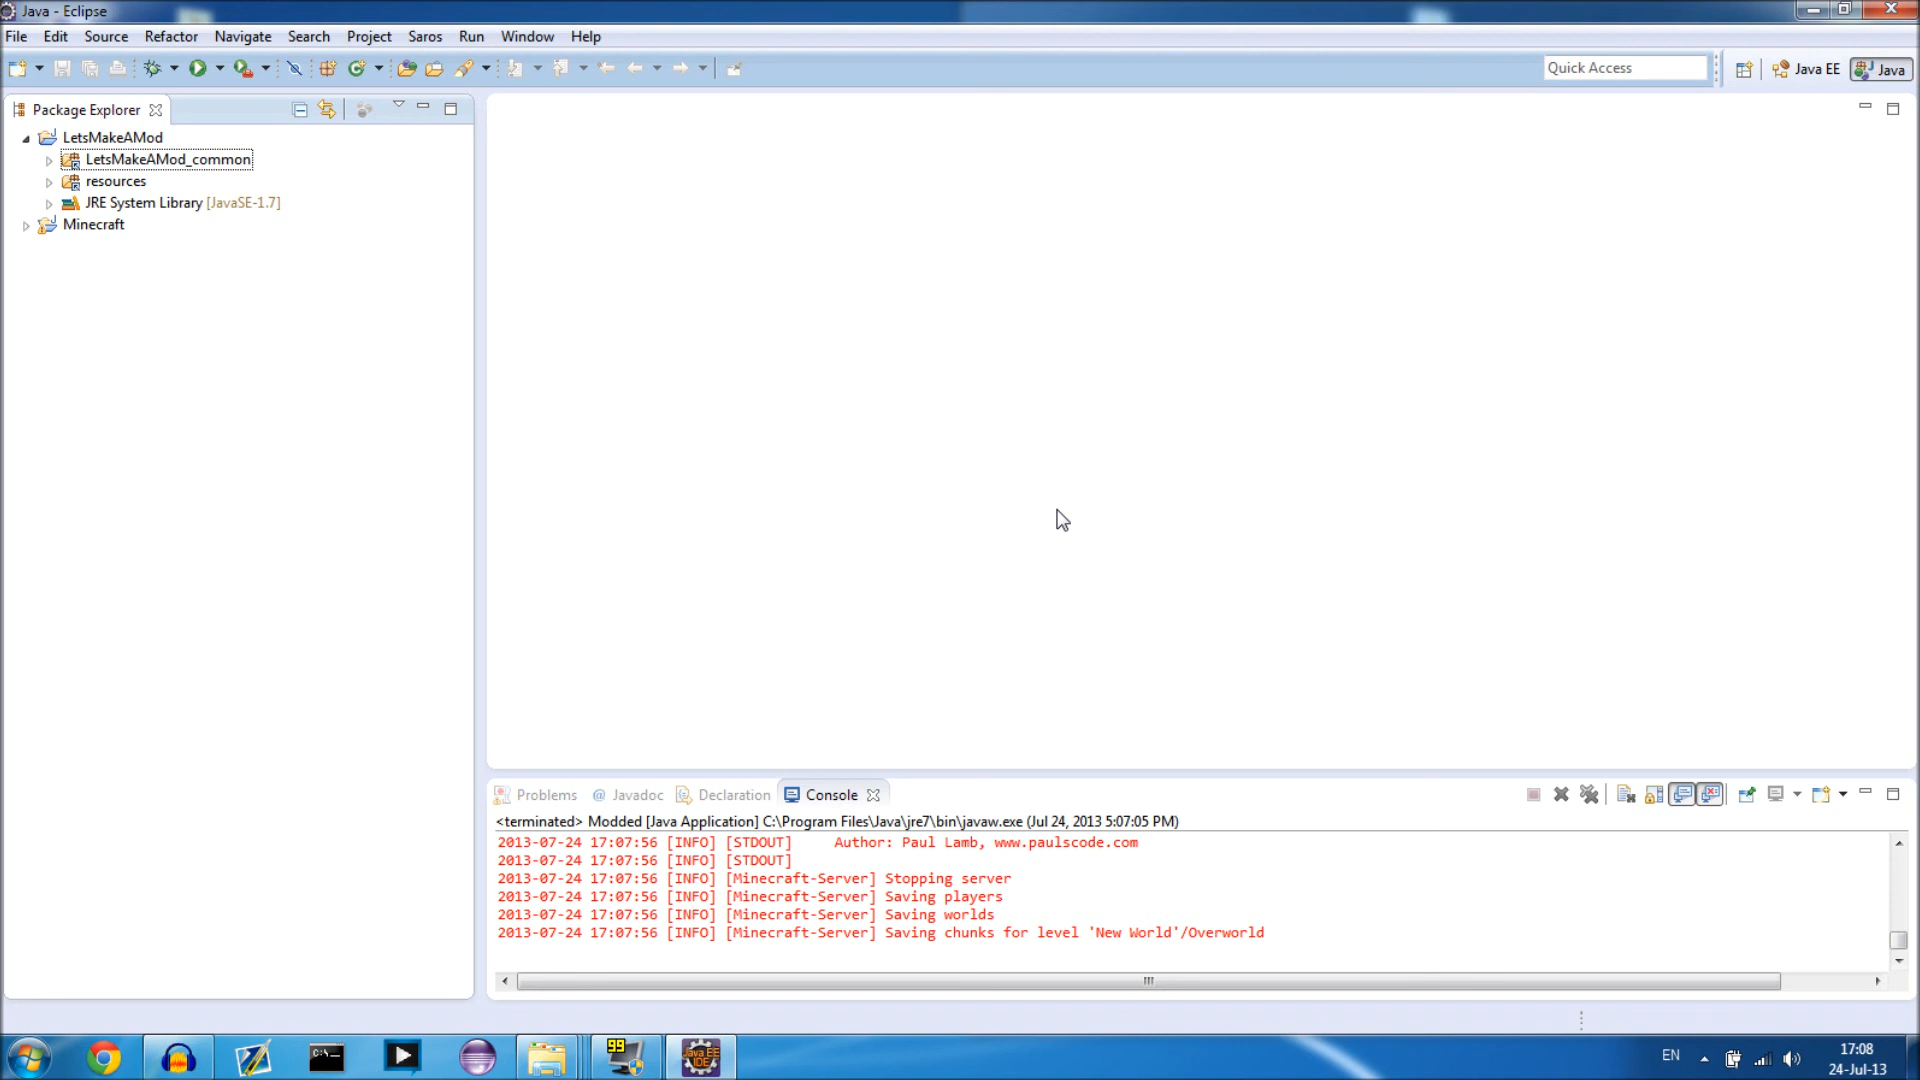 Java - Eclipse
File Edit Source Refactor Navigate Search Project Saros Run Window Help
Quick Access
Java EE
Java
Package Explorer
LetsMakeAMod
LetsMakeAMod_common
resources
JRE System Library [JavaSE-1.7]
Minecraft
Problems @ Javadoc Declaration Console
<terminated> Modded [Java Application] C:\Program Files\Java\jre7\bin\javaw.exe (Jul 24, 2013 5:07:05 PM)
2013-07-24 17:07:56 [INFO] [STDOUT] Author: Paul Lamb, www.paulscode.com
2013-07-24 17:07:56 [INFO] [STDOUT]
2013-07-24 17:07:56 [INFO] [Minecraft-Server] Stopping server
2013-07-24 17:07:56 [INFO] [Minecraft-Server] Saving players
2013-07-24 17:07:56 [INFO] [Minecraft-Server] Saving worlds
2013-07-24 17:07:56 [INFO] [Minecraft-Server] Saving chunks for level 'New World'/Overworld
C:\_
99
Java EE
IDE
EN
17:08
24-Jul-13